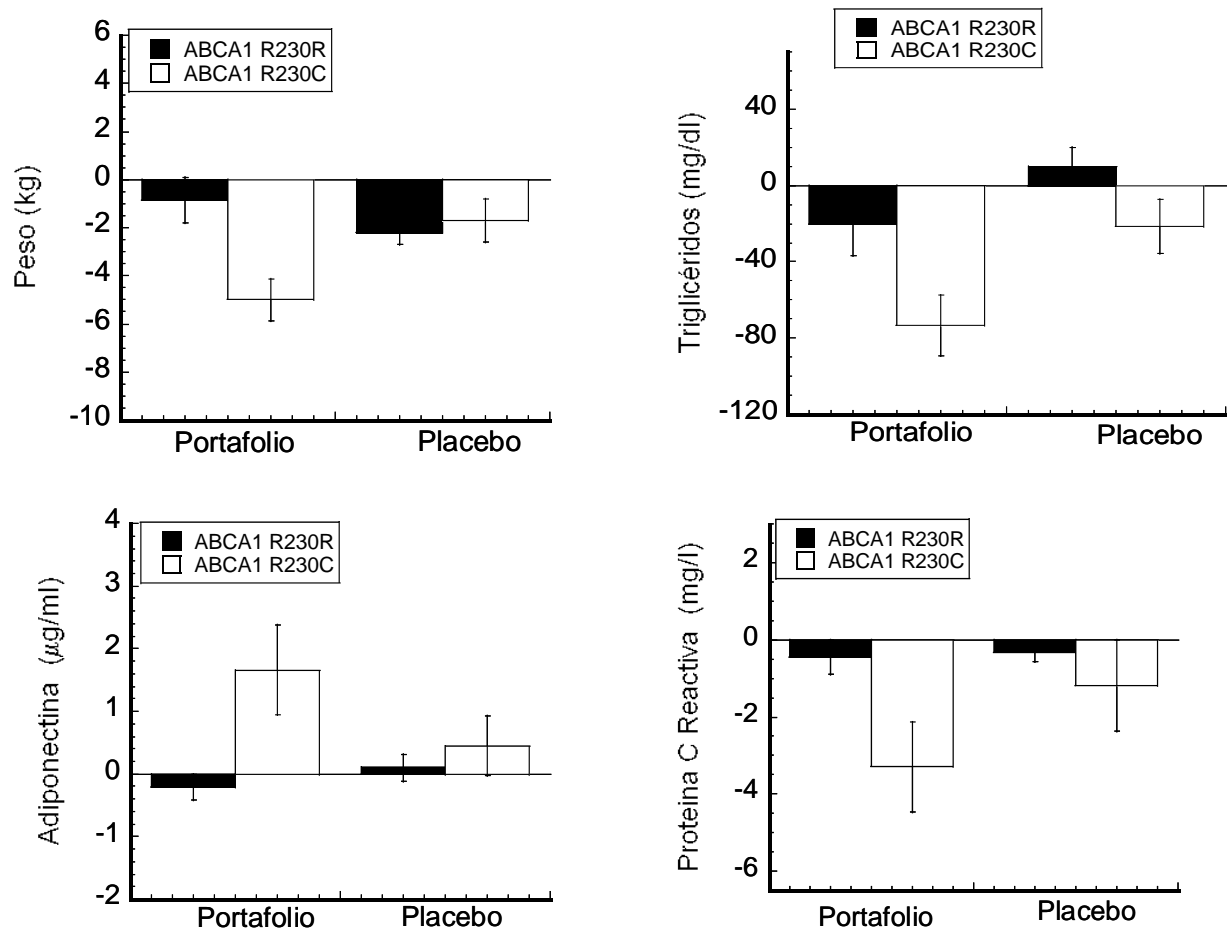 ABCA1 R230R
ABCA1 R230C
Peso (kg)
6
4
2
0
-2
-4
-6
-8
-10
Portafolio Placebo
ABCA1 R230R
ABCA1 R230C
Triglicéridos (mg/dl)
40
0
-40
-80
-120
Portafolio Placebo
ABCA1 R230R
ABCA1 R230C
Adiponectina (µg/ml)
4
3
2
1
0
-1
-2
Portafolio Placebo
ABCA1 R230R
ABCA1 R230C
Proteina C Reactiva (mg/l)
2
0
-2
-4
-6
Portafolio Placebo